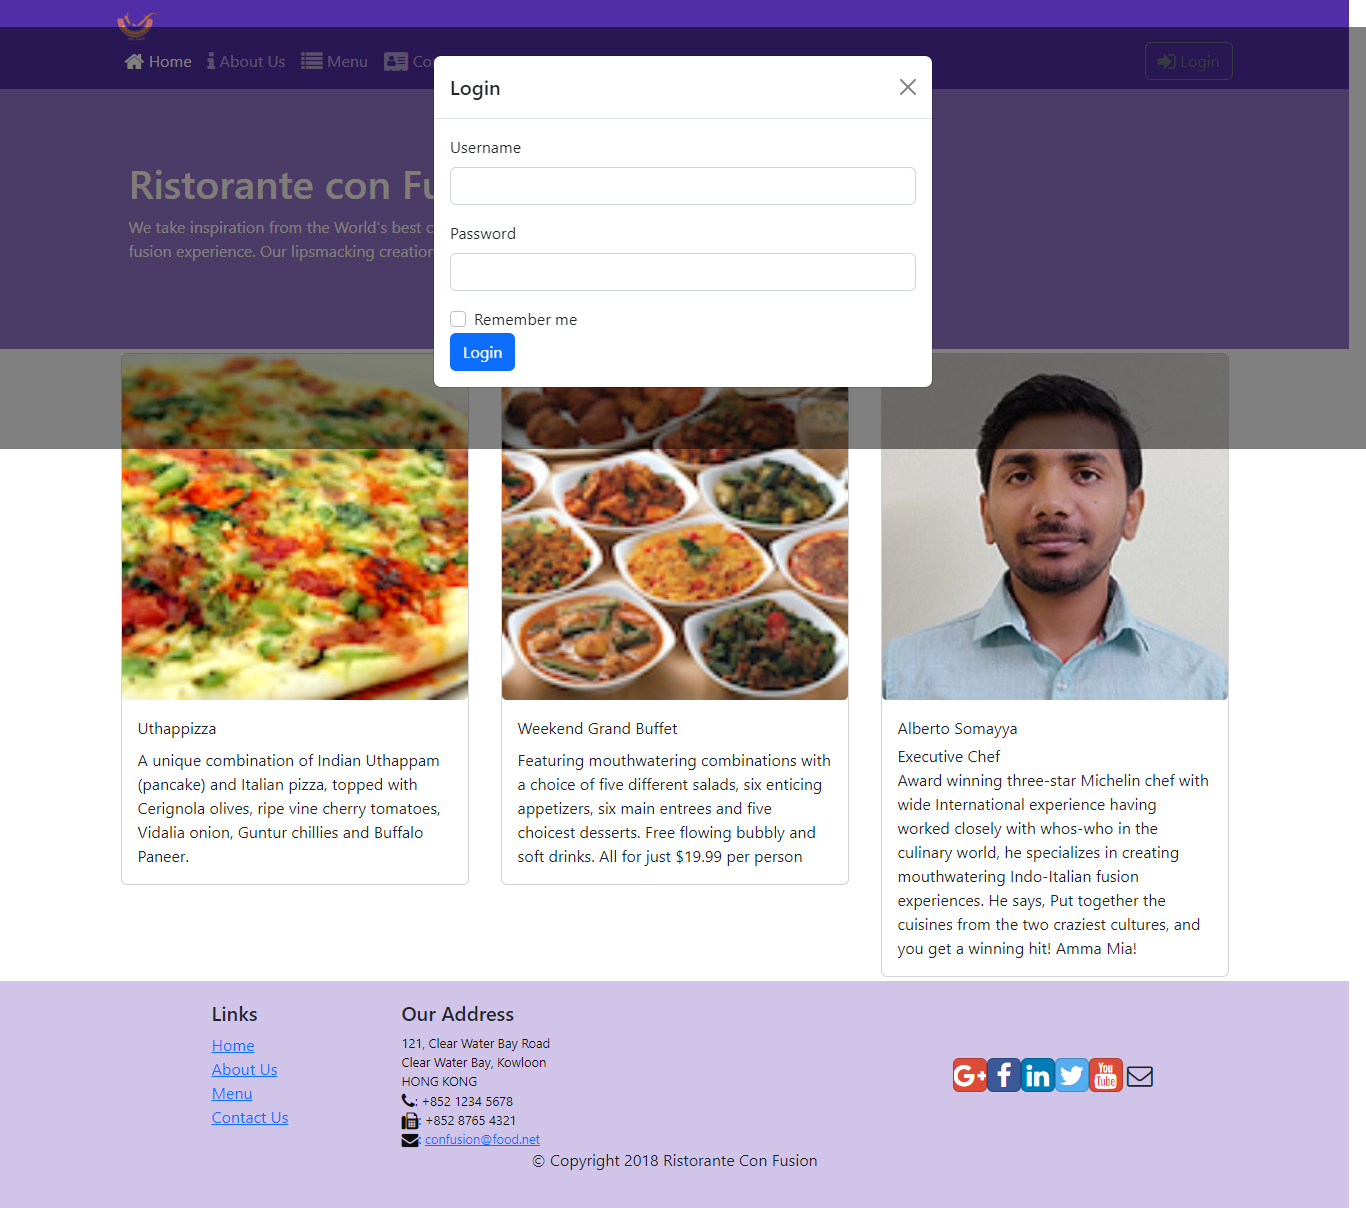 Home About Us Menu Co
Login
Login
Username
Password
Remember me
Login
Ristorante con Fu
We take inspiration from the World's best c
fusion experience. Our lipsmacking creation
Uthappizza
A unique combination of Indian Uthappam
(pancake) and Italian pizza, topped with
Cerignola olives, ripe vine cherry tomatoes,
Vidalia onion, Guntur chillies and Buffalo
Paneer.
Weekend Grand Buffet
Featuring mouthwatering combinations with
a choice of five different salads, six enticing
appetizers, six main entrees and five
choicest desserts. Free flowing bubbly and
soft drinks. All for just $19.99 per person
Alberto Somayya
Executive Chef
Award winning three-star Michelin chef with
wide International experience having
worked closely with whos-who in the
culinary world, he specializes in creating
mouthwatering Indo-Italian fusion
experiences. He says, Put together the
cuisines from the two craziest cultures, and
you get a winning hit! Amma Mia!
Links
Home
About Us
Menu
Contact Us
Our Address
121, Clear Water Bay Road
Clear Water Bay, Kowloon
HONG KONG
: +852 1234 5678
: +852 8765 4321
: confusion@food.net
G+ f in You Tube
© Copyright 2018 Ristorante Con Fusion